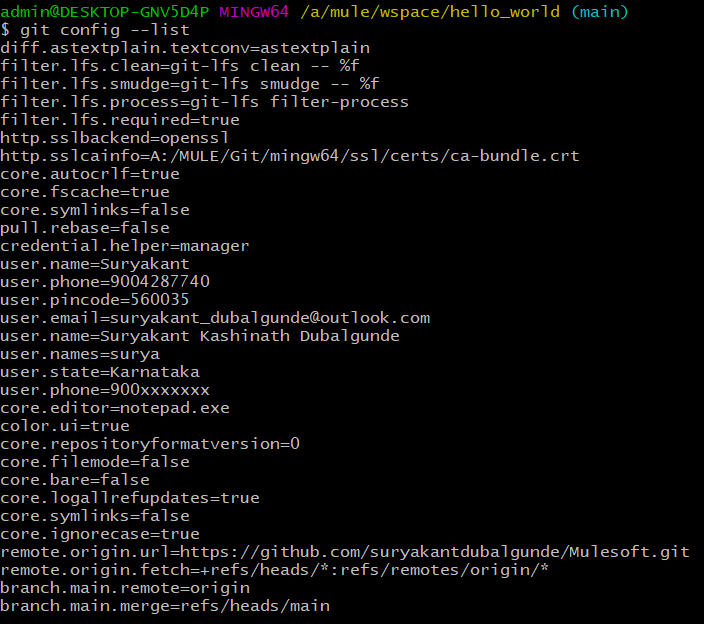 admin@DESKTOP-GNV5D4P MINGW64 /a/mule/wspace/hello_world (main)
$ git config --list
diff.astextplain.textconv=astextplain
filter.lfs.clean=git-lfs clean -- %f
filter.lfs.smudge=git-lfs smudge -- %f
filter.lfs.process=git-lfs filter-process
filter.lfs.required=true
http.sslbackend=openssl
http.sslcainfo=A:/MULE/Git/mingw64/ssl/certs/ca-bundle.crt
core.autocrlf=true
core.fscache=true
core.symlinks=false
pull.rebase=false
credential.helper=manager
user.name=Suryakant
user.phone=9004287740
user.pincode=560035
user.email=suryakant_dubalgunde@outlook.com
user.name=Suryakant Kashinath Dubalgunde
user.names=surya
user.state=Karnataka
user.phone=900xxxxxxx
core.editor=notepad.exe
color.ui=true
core.repositoryformatversion=0
core.filemode=false
core.bare=false
core.logallrefupdates=true
core.symlinks=false
core.ignorecase=true
remote.origin.url=https://github.com/suryakantdubalgunde/Mulesoft.git
remote.origin.fetch=+refs/heads/*:refs/remotes/origin/*
branch.main.remote=origin
branch.main.merge=refs/heads/main